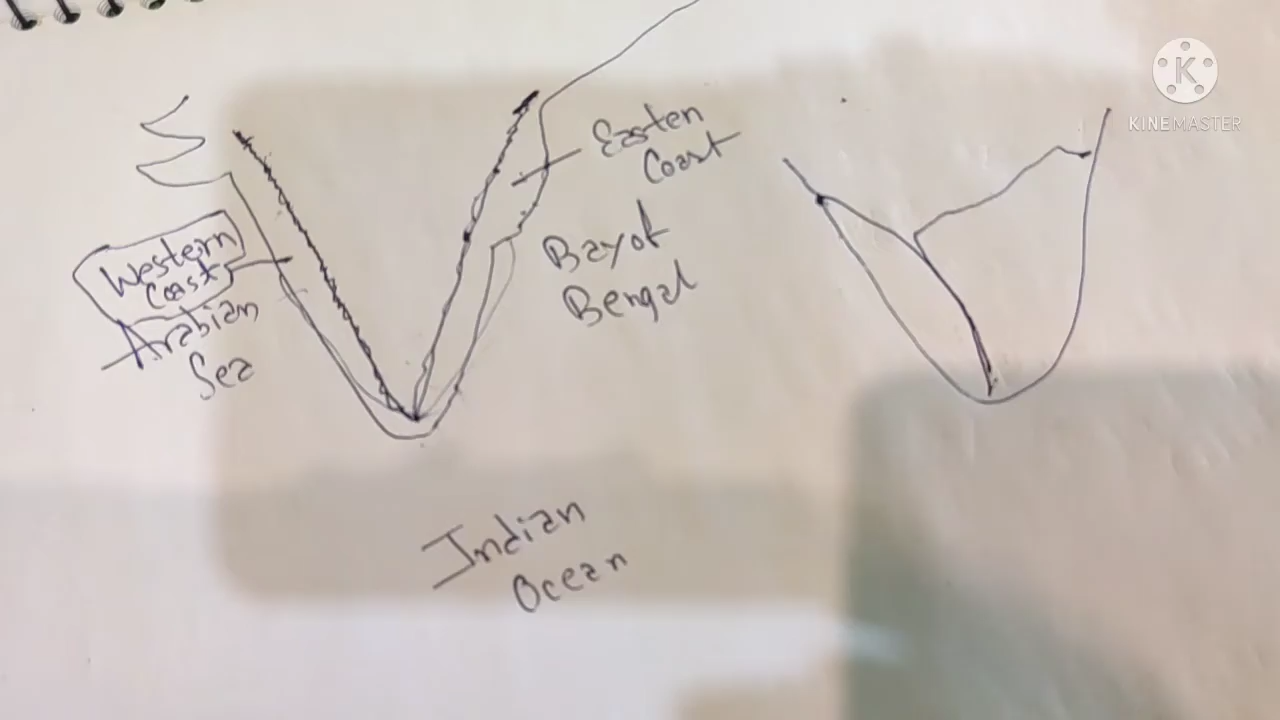 Easten
Coast
Western
Coast
Arabian
Sea
Bay of
Bengal
Indian
Ocean
K
KINEMASTER